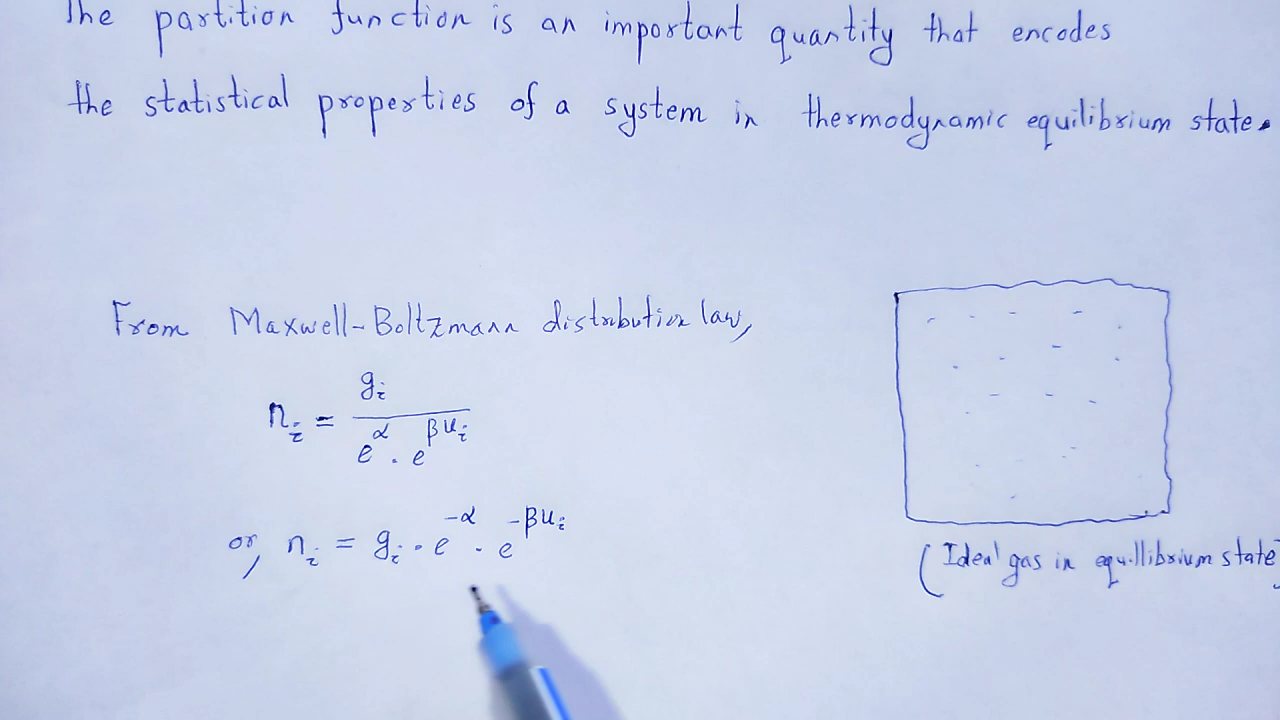 The partition function is an important quantity that encodes
the statistical properties of a system in thermodynamic equilibrium state.
From Maxwell-Boltzmann distribution law,
nᵢ = gᵢ / (e^α . e^βuᵢ)
or, nᵢ = gᵢ . e^-α . e^-βuᵢ
(Ideal gas in equillibrium state)